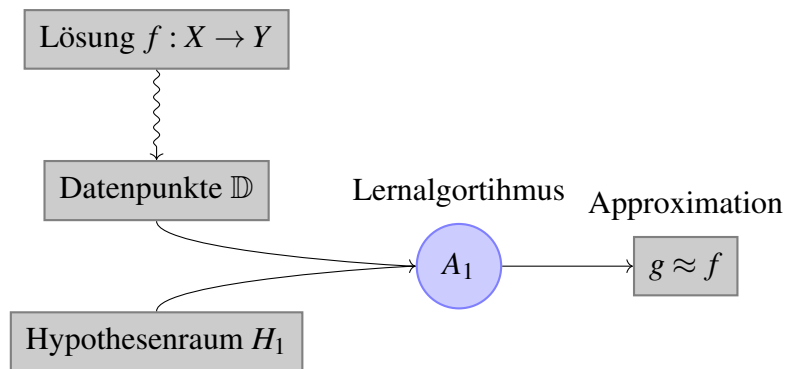 Lösung f : X → Y
Datenpunkte 𝔻
Lernalgortihmus
Approximation
A₁
g ≈ f
Hypothesenraum H₁